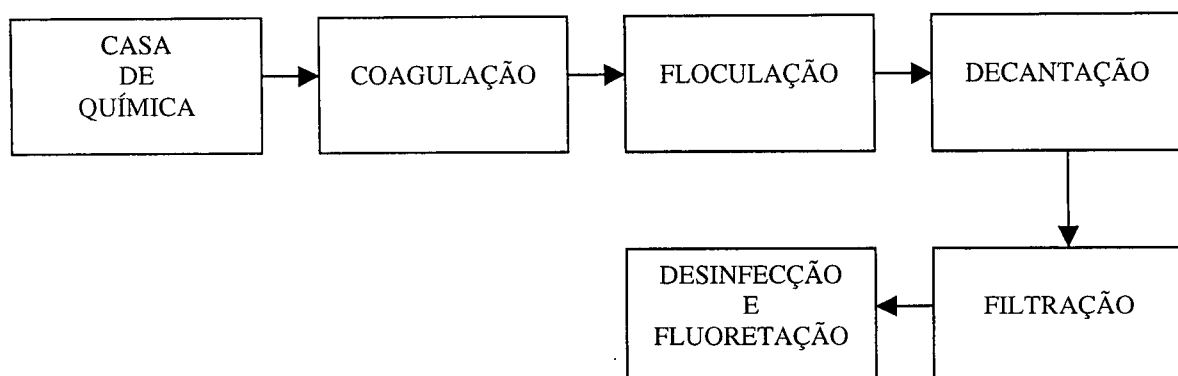 CASA
DE
QUÍMICA
COAGULAÇÃO
FLOCULAÇÃO
DECANTAÇÃO
DESINFECÇÃO
E
FLUORETAÇÃO
FILTRAÇÃO